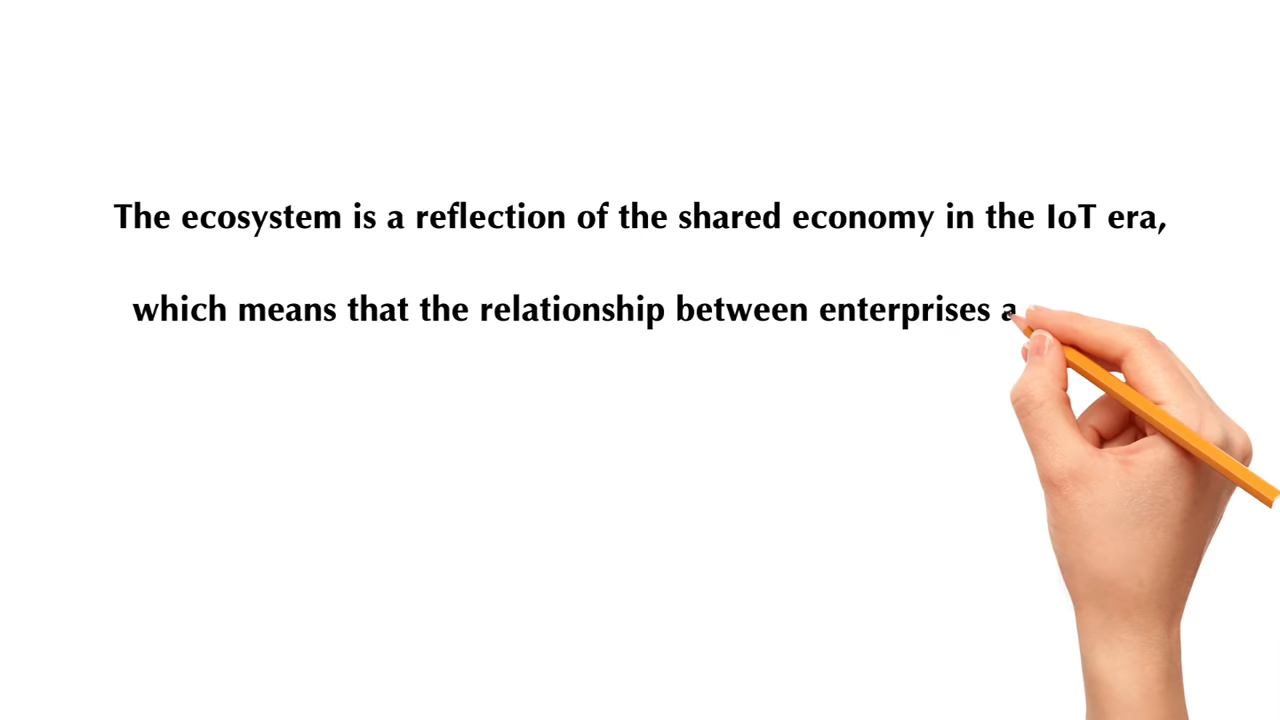 The ecosystem is a reflection of the shared economy in the IoT era,
which means that the relationship between enterprises a